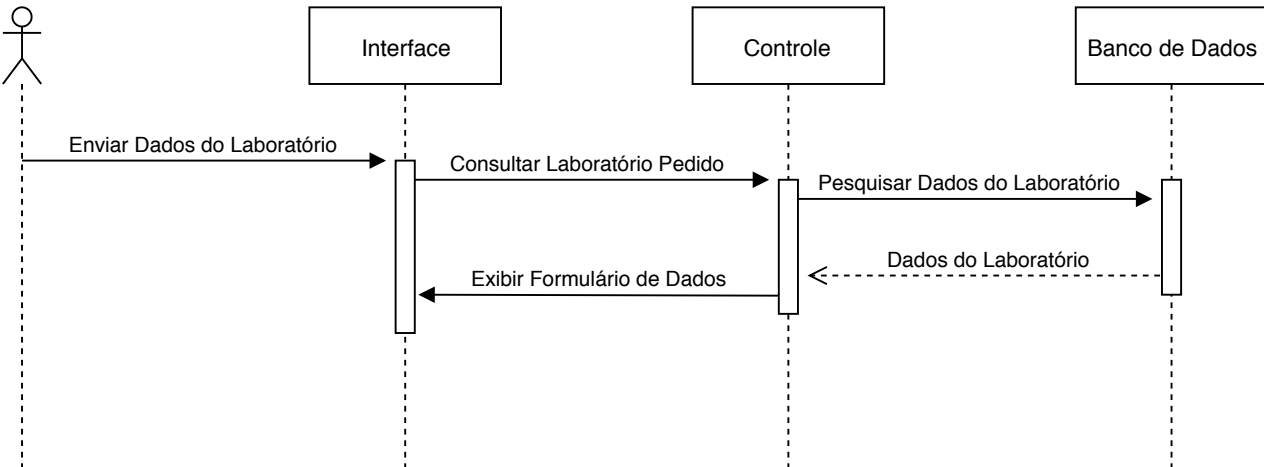 Interface
Controle
Banco de Dados
Enviar Dados do Laboratório
Consultar Laboratório Pedido
Pesquisar Dados do Laboratório
Dados do Laboratório
Exibir Formulário de Dados